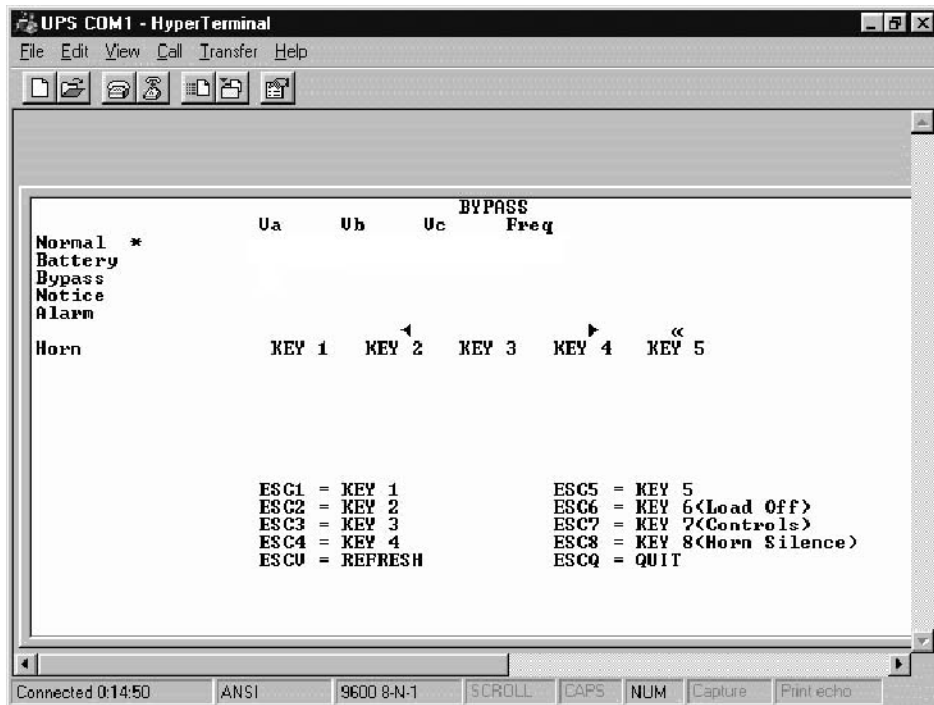 UPS COM1 - HyperTerminal
File Edit View Call Transfer Help
BYPASS
Va Vb Vc Freq
Normal *
Battery
Bypass
Notice
Alarm
◄ ► «
Horn KEY 1 KEY 2 KEY 3 KEY 4 KEY 5
ESC1 = KEY 1 ESC5 = KEY 5
ESC2 = KEY 2 ESC6 = KEY 6(Load Off)
ESC3 = KEY 3 ESC7 = KEY 7(Controls)
ESC4 = KEY 4 ESC8 = KEY 8(Horn Silence)
ESCV = REFRESH ESCQ = QUIT
Connected 0:14:50 ANSI 9600 8-N-1 SCROLL CAPS NUM Capture Print echo